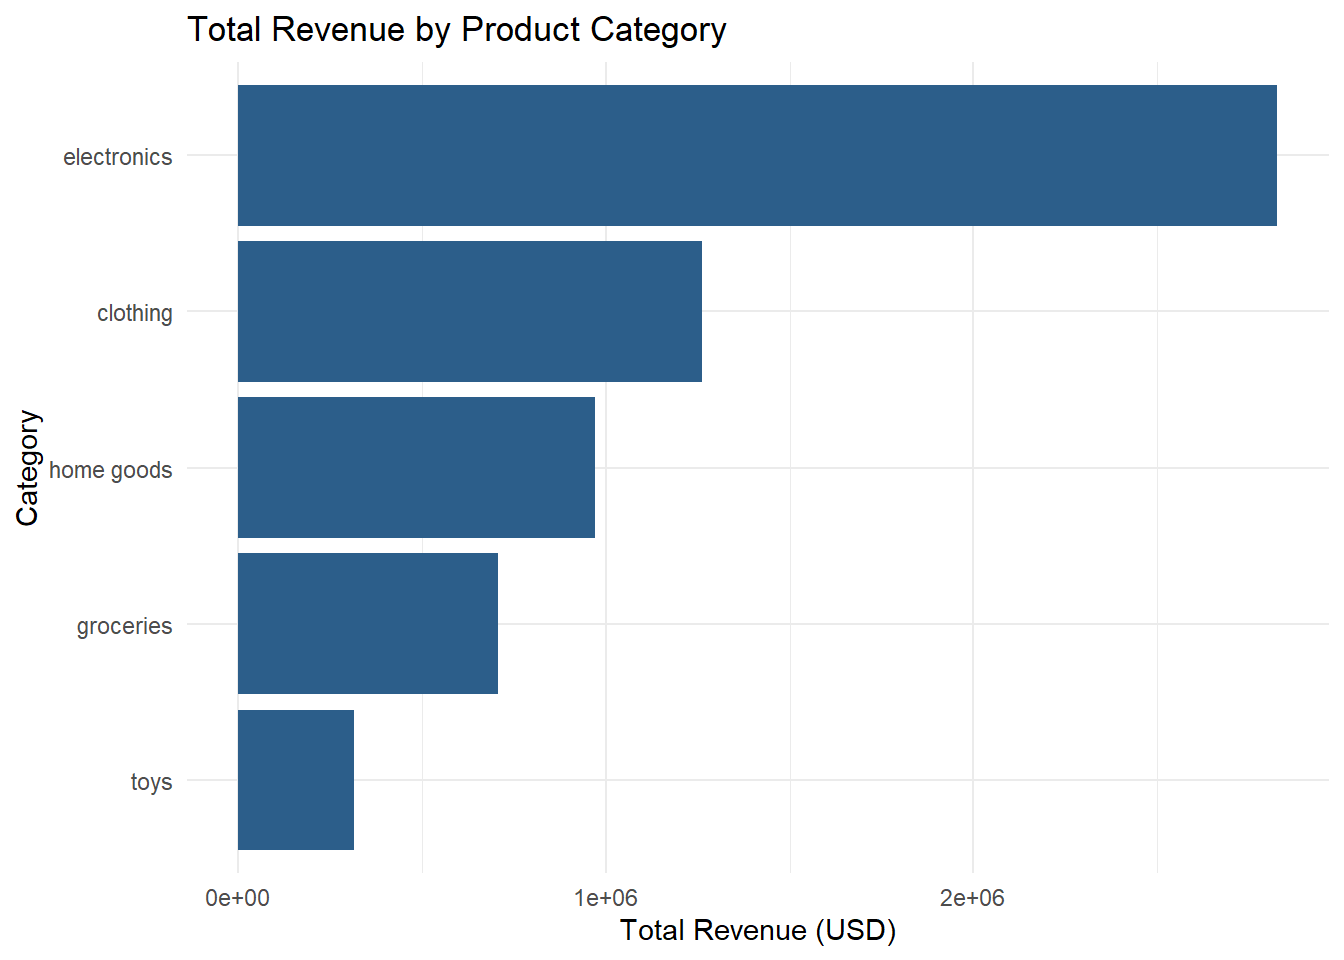 Total Revenue by Product Category
Category
electronics
clothing
home goods
groceries
toys
0e+00 1e+06 2e+06
Total Revenue (USD)